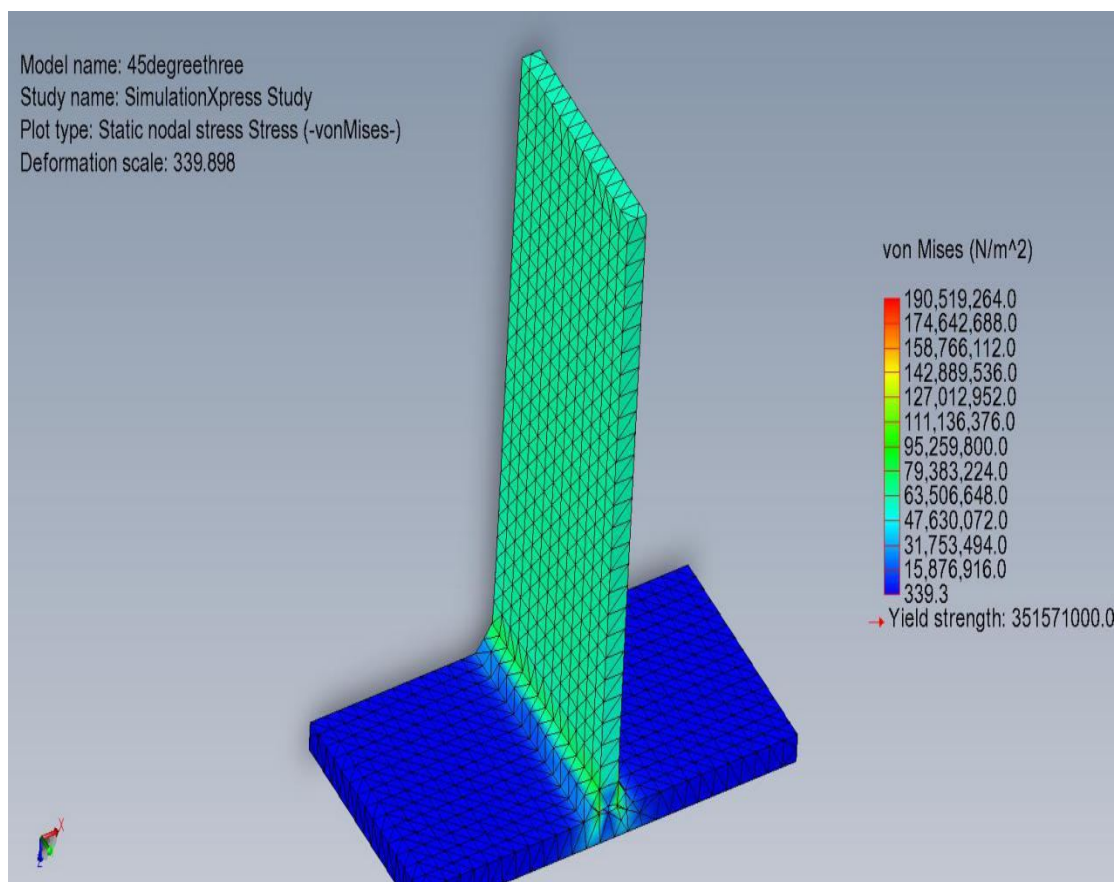 Model name: 45degreethree
Study name: SimulationXpress Study
Plot type: Static nodal stress Stress (-vonMises-)
Deformation scale: 339.898
von Mises (N/m^2)
190,519,264.0
174,642,688.0
158,766,112.0
142,889,536.0
127,012,952.0
111,136,376.0
95,259,800.0
79,383,224.0
63,506,648.0
47,630,072.0
31,753,494.0
15,876,916.0
339.3
Yield strength: 351571000.0
X
Z